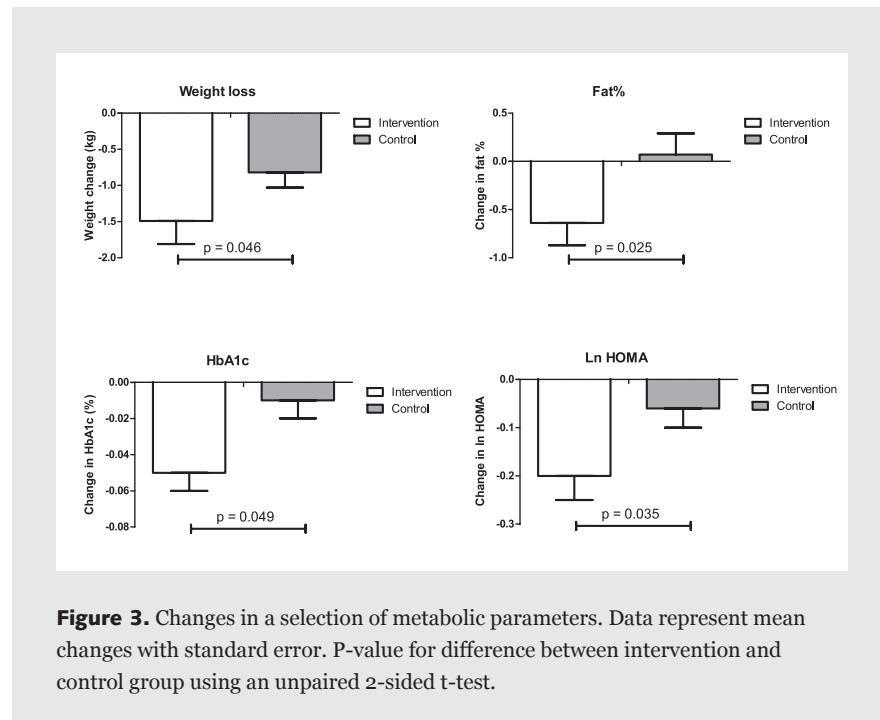 Weight loss
0.0
-0.5
-1.0
-1.5
-2.0
Weight change (kg)
Intervention
Control
p = 0.046
Fat%
0.5
0.0
-0.5
-1.0
Change in fat %
Intervention
Control
p = 0.025
HbA1c
0.00
-0.02
-0.04
-0.06
-0.08
Change in HbA1c (%)
Intervention
Control
p = 0.049
Ln HOMA
0.0
-0.1
-0.2
-0.3
Change in ln HOMA
Intervention
Control
p = 0.035
Figure 3. Changes in a selection of metabolic parameters. Data represent mean
changes with standard error. P-value for difference between intervention and
control group using an unpaired 2-sided t-test.